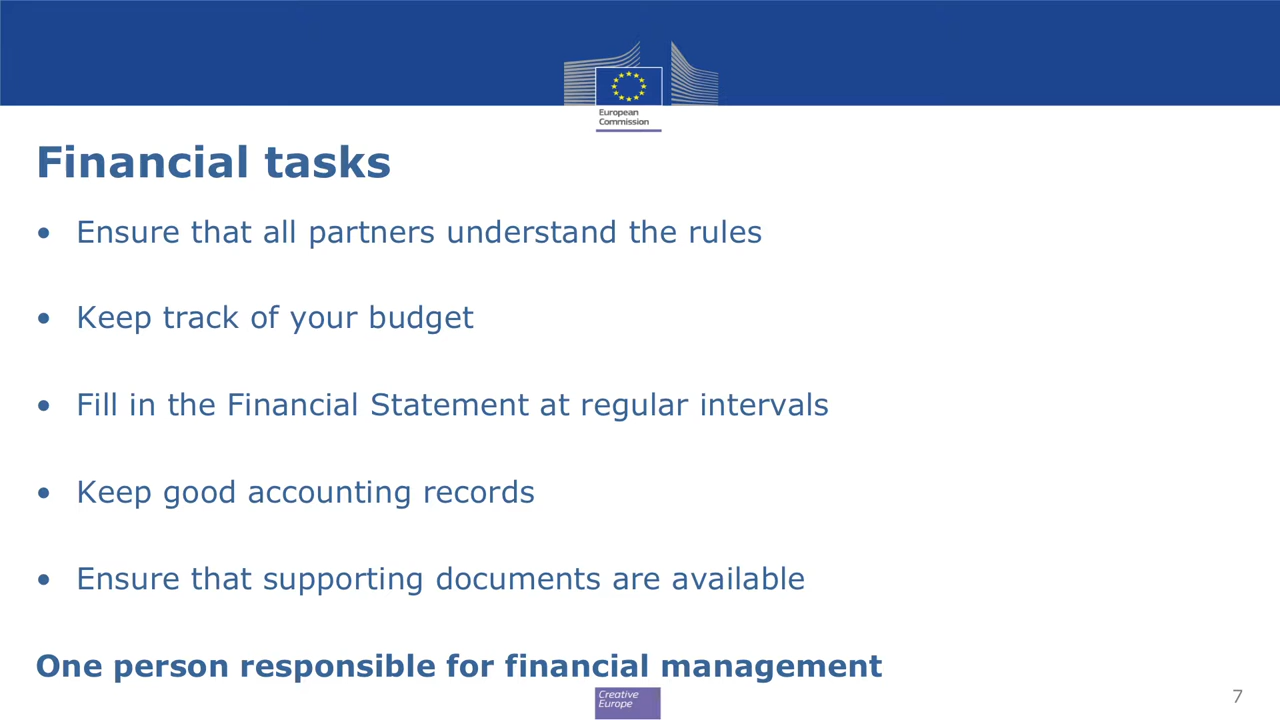 European
Commission
Financial tasks
• Ensure that all partners understand the rules
• Keep track of your budget
• Fill in the Financial Statement at regular intervals
• Keep good accounting records
• Ensure that supporting documents are available
One person responsible for financial management
Creative
Europe
7